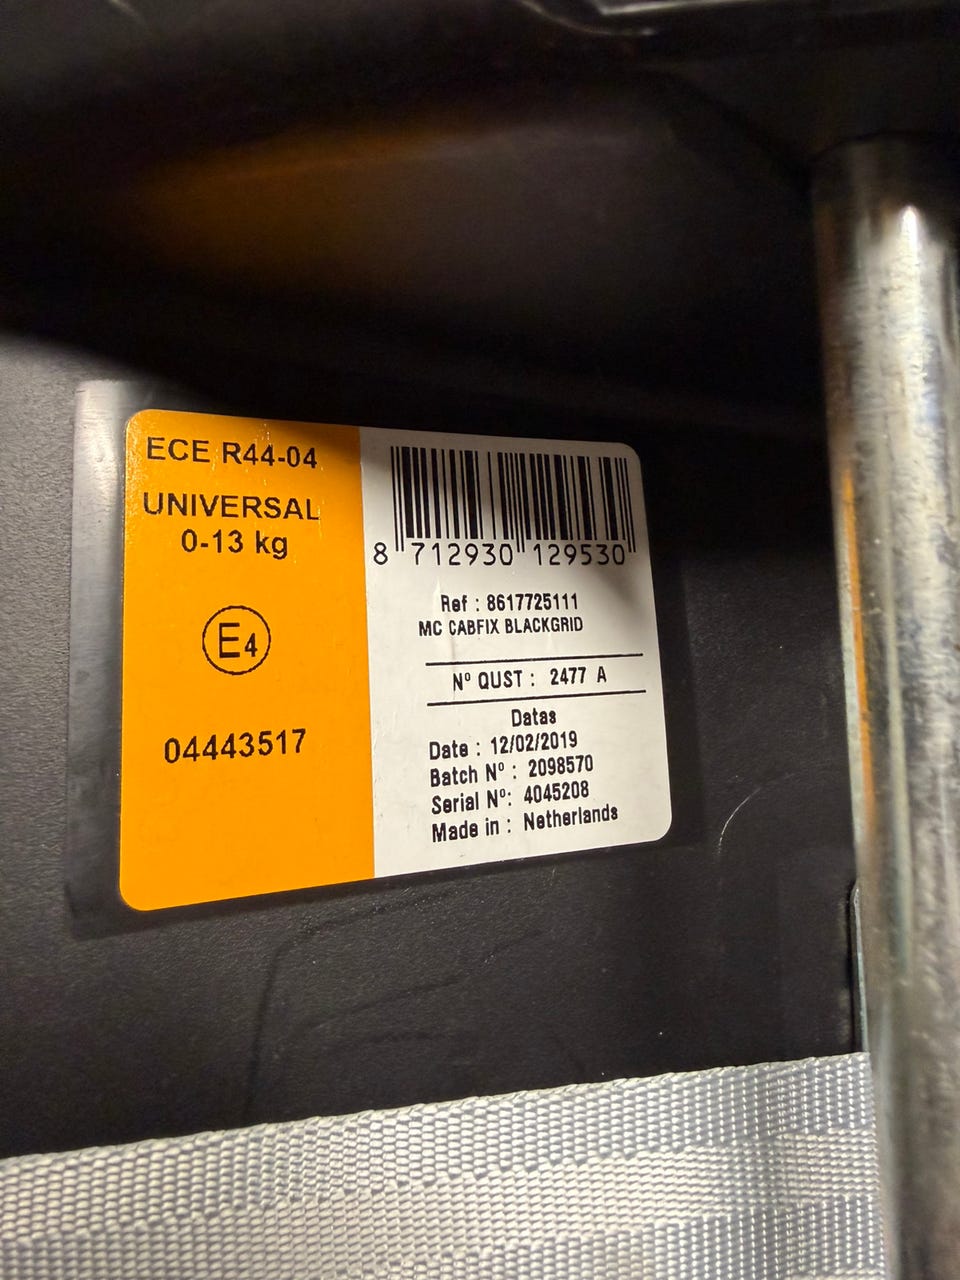 ECE R44-04
UNIVERSAL
0-13 kg
E4
04443517
8 712930 129530
Ref : 8617725111
MC CABFIX BLACKGRID
Nº QUST : 2477 A
Datas
Date : 12/02/2019
Batch Nº : 2098570
Serial Nº: 4045208
Made in : Netherlands